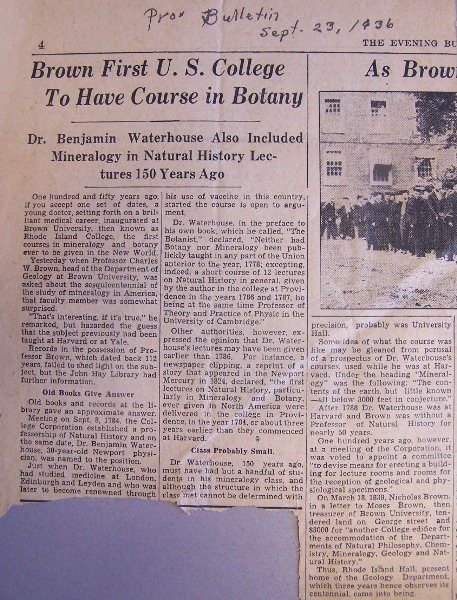 Prov Bulletin
Sept. 23, 1936
4
THE EVENING BU
Brown First U. S. College
To Have Course in Botany
Dr. Benjamin Waterhouse Also Included
Mineralogy in Natural History Lec-
tures 150 Years Ago
One hundred and fifty years ago,
if you accept one set of dates, a
young doctor, setting forth on a bril-
liant medical career, inaugurated at
Brown University, then known as
Rhode Island College, the first
courses in mineralogy and botany
ever to be given in the New World.
Yesterday when Professor Charles
W. Brown, head of the Department of
Geology at Brown University, was
asked about the sesquicentennial of
the study of mineralogy in America,
that faculty member was somewhat
surprised.
"That's interesting, if it's true," he
remarked, but hazarded the guess
that the subject previously had been
taught at Harvard or at Yale.
Records in the possession of Pro-
fessor Brown, which dated back 112
years, failed to shed light on the sub-
ject, but the John Hay Library had
further information.
Old Books Give Answer
Old books and records at the li-
brary gave an approximate answer.
Meeting on Sept. 8, 1784, the Col-
lege Corporation established a pro-
fessorship of Natural History and on
the same date, Dr. Benjamin Water-
house, 30-year-old Newport physi-
cian, was named to the position.
Just when Dr. Waterhouse, who
had studied medicine at London,
Edinburgh and Leyden and who was
later to become renowned through
his use of vaccine in this country,
started the course is open to argu-
ment.
Dr. Waterhouse, in the preface to
his own book, which he called, "The
Botanist," declared, "Neither had
Botany nor Mineralogy been pub-
lickly taught in any part of the Union
anterior to the year, 1778; excepting,
indeed, a short course of 12 lectures
on Natural History in general, given
by the author in the college at Provi-
dence in the years 1786 and 1787, he
being at the same time Professor of
Theory and Practice of Physic in the
University of Cambridge."
Other authorities, however, ex-
pressed the opinion that Dr. Water-
house's lectures may have been given
earlier than 1786. For instance, a
newspaper clipping, a reprint of a
story that appeared in the Newport
Mercury in 1824, declared, "the first
lectures on Natural History, particu-
larly in Mineralogy and Botany,
ever given in North America were
delivered in the college in Provi-
dence, in the year 1784, or about three
years earlier than they commenced
at Harvard.
Class Probably Small.
Dr. Waterhouse, 150 years ago,
must have had but a handful of stu-
dents in his mineralogy class, and
although the structure in which the
class met cannot be determined with
As Brow
precision, probably was University
Hall.
Some idea of what the course was
like may be gleaned from perusal
of a prospectus of Dr. Waterhouse's
courses, used while he was at Har-
vard. Under the heading "Mineral-
ogy" was the following: "The con-
tents of the earth, but little known
—all below 3000 feet is conjecture."
After 1788 Dr. Waterhouse was at
Harvard and Brown was without a
Professor of Natural History for
nearly 50 years.
One hundred years ago, however,
at a meeting of the Corporation, it
was voted to appoint a committee
"to devise means for erecting a build-
ing for lecture rooms and rooms for
the reception of geological and phy-
siological specimens."
On March 18, 1839, Nicholas Brown,
in a letter to Moses Brown, then
treasurer of Brown University, ten-
dered land on George street and
$3000 for "another College edifice for
the accommodation of the Depart-
ments of Natural Philosophy, Chem-
istry, Mineralogy, Geology and Nat-
ural History."
Thus, Rhode Island Hall, present
home of the Geology Department,
which three years hence observes its
centennial, came into being.